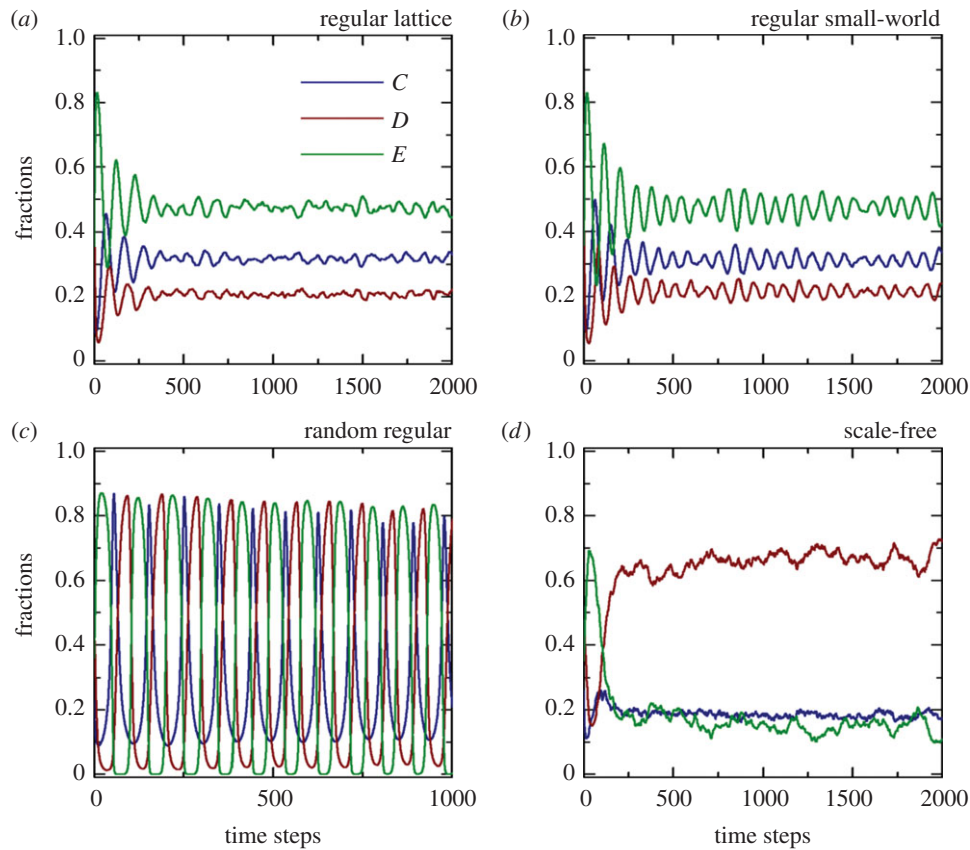 (a) regular lattice
(b) regular small-world
1.0
0.8
0.6
0.4
0.2
0
fractions
C
D
E
0 500 1000 1500 2000
1.0
0.8
0.6
0.4
0.2
0
0 500 1000 1500 2000
(c) random regular
(d) scale-free
1.0
0.8
0.6
0.4
0.2
0
fractions
0 500 1000
time steps
1.0
0.8
0.6
0.4
0.2
0
0 500 1000 1500 2000
time steps